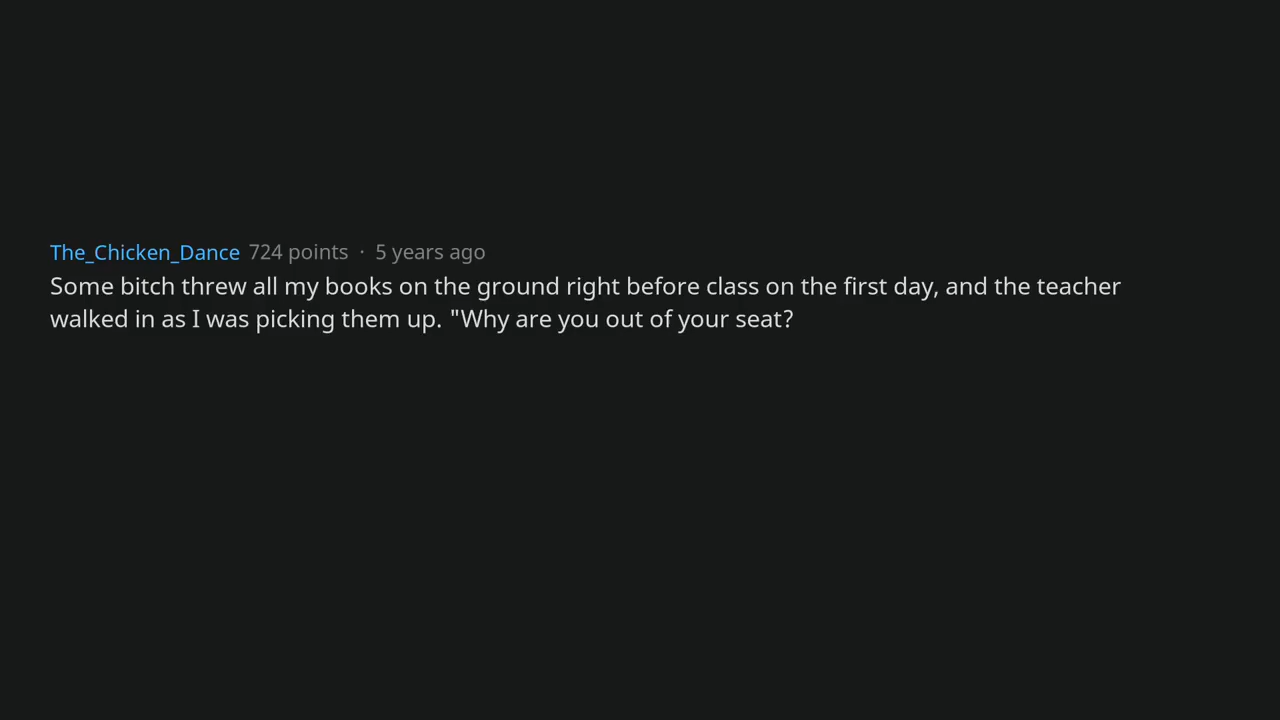 The_Chicken_Dance 724 points · 5 years ago
Some bitch threw all my books on the ground right before class on the first day, and the teacher
walked in as I was picking them up. "Why are you out of your seat?